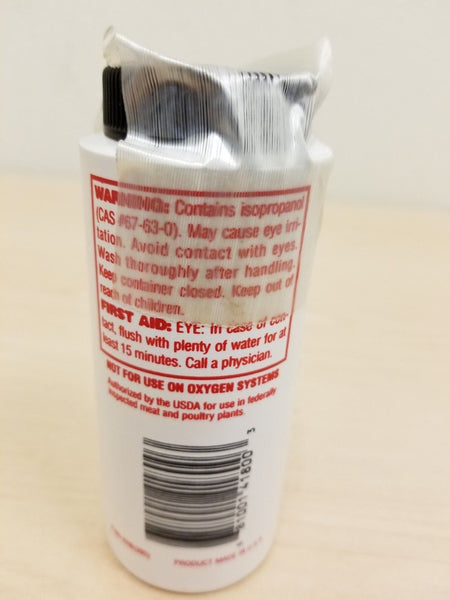 WARNING: Contains isopropanol
(CAS #67-63-0). May cause eye irri-
tation. Avoid contact with eyes.
Wash thoroughly after handling.
Keep container closed. Keep out of
reach of children.
FIRST AID: EYE: In case of con-
tact, flush with plenty of water for at
least 15 minutes. Call a physician.
NOT FOR USE ON OXYGEN SYSTEMS
Authorized by the USDA for use in federally
inspected meat and poultry plants.
41800 3
PRODUCT MADE IN U.S.A.